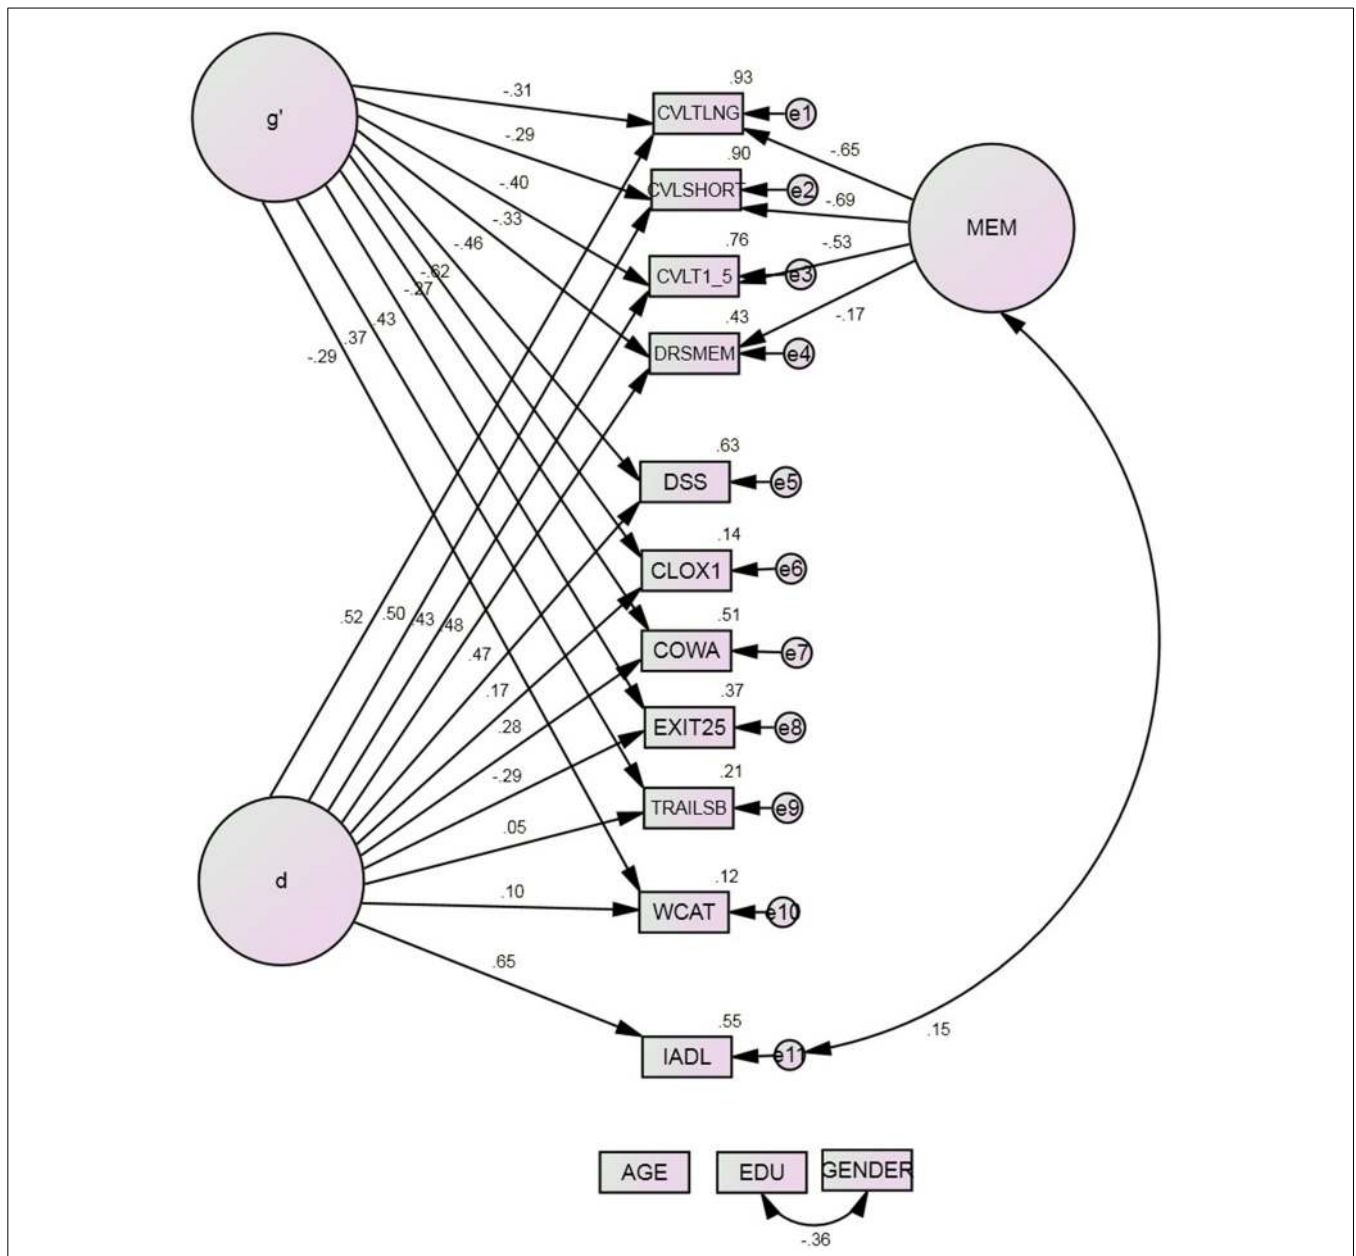 .93
-.31
CVLTLNG
e1
g'
-.29
-.65
.90
CVLSHORT
e2
-.40
-.69
-.33
MEM
-.46
.76
-.53
CVLT1_5
e3
-.62
-.27
.43
.43
-.17
.37
DRSMEM
e4
-.29
.63
DSS
e5
.14
CLOX1
e6
.52
.50
.43
.48
.51
.47
COWA
e7
.17
.37
.28
EXIT25
e8
-.29
.21
TRAILSB
e9
.05
d
.12
.10
WCAT
e10
.65
.55
IADL
e11
.15
AGE
EDU
GENDER
-.36